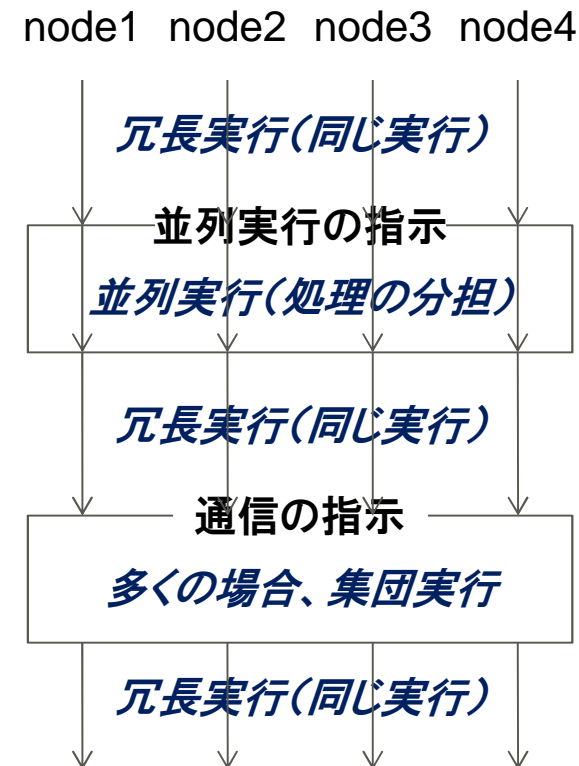 node1 node2 node3 node4
冗長実行(同じ実行)
並列実行の指示
並列実行(処理の分担)
冗長実行(同じ実行)
通信の指示
多くの場合、集団実行
冗長実行(同じ実行)